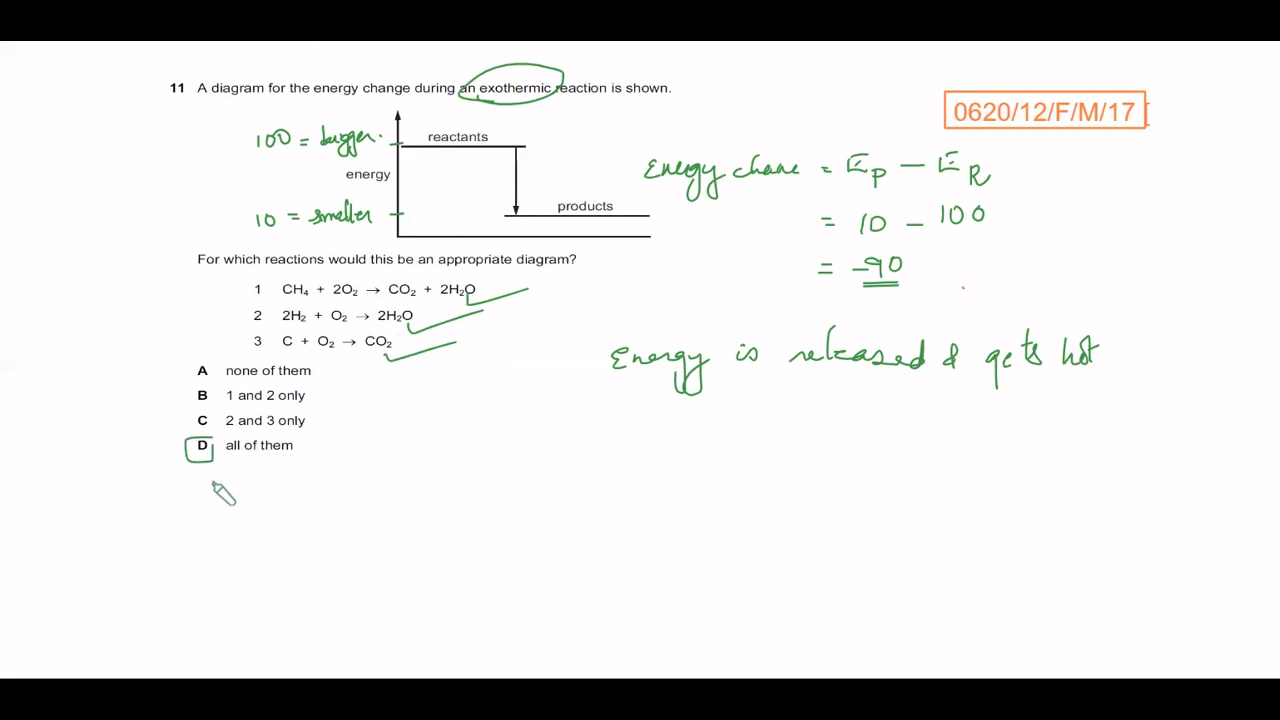 11 A diagram for the energy change during an exothermic reaction is shown.
0620/12/F/M/17
100 = bigger.
reactants
energy
10 = smaller
products
Energy chane = EP – ER
= 10 – 100
= –90
For which reactions would this be an appropriate diagram?
1 CH4 + 2O2 → CO2 + 2H2O
2 2H2 + O2 → 2H2O
3 C + O2 → CO2
Energy is released & gets hot
A none of them
B 1 and 2 only
C 2 and 3 only
D all of them